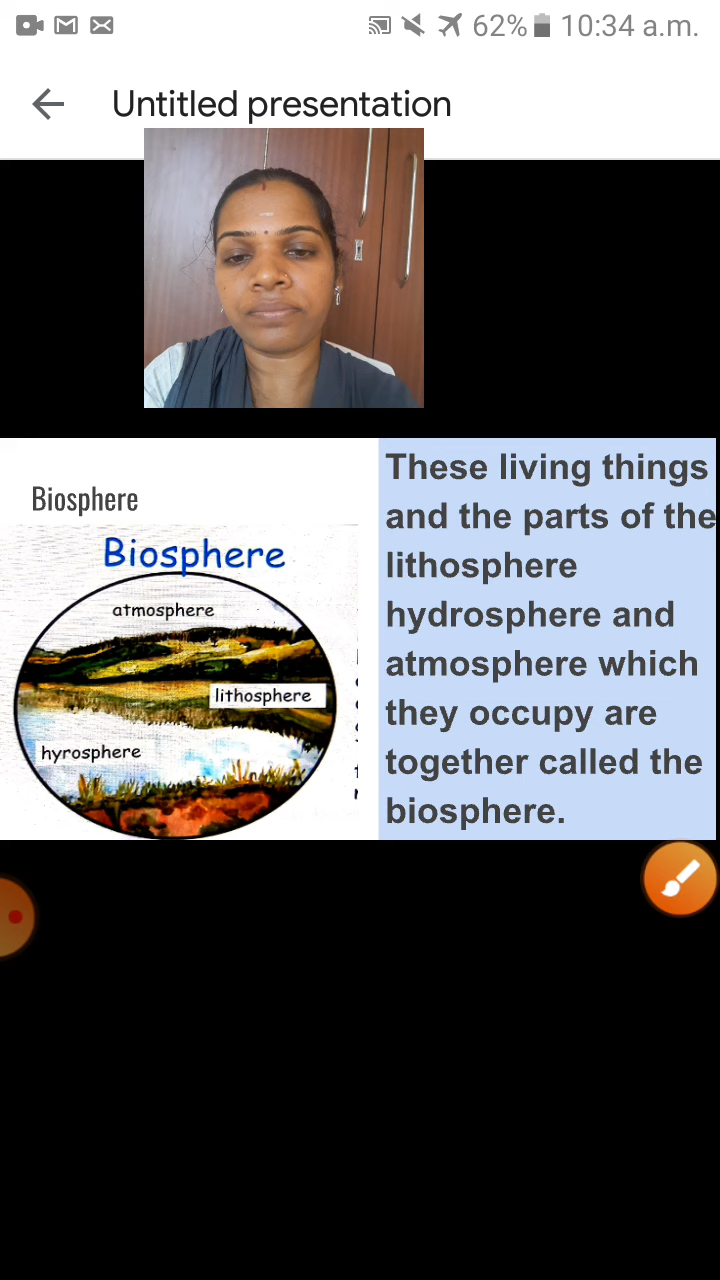 62% 10:34 a.m.
Untitled presentation
Biosphere
Biosphere
atmosphere
lithosphere
hyrosphere
These living things
and the parts of the
lithosphere
hydrosphere and
atmosphere which
they occupy are
together called the
biosphere.